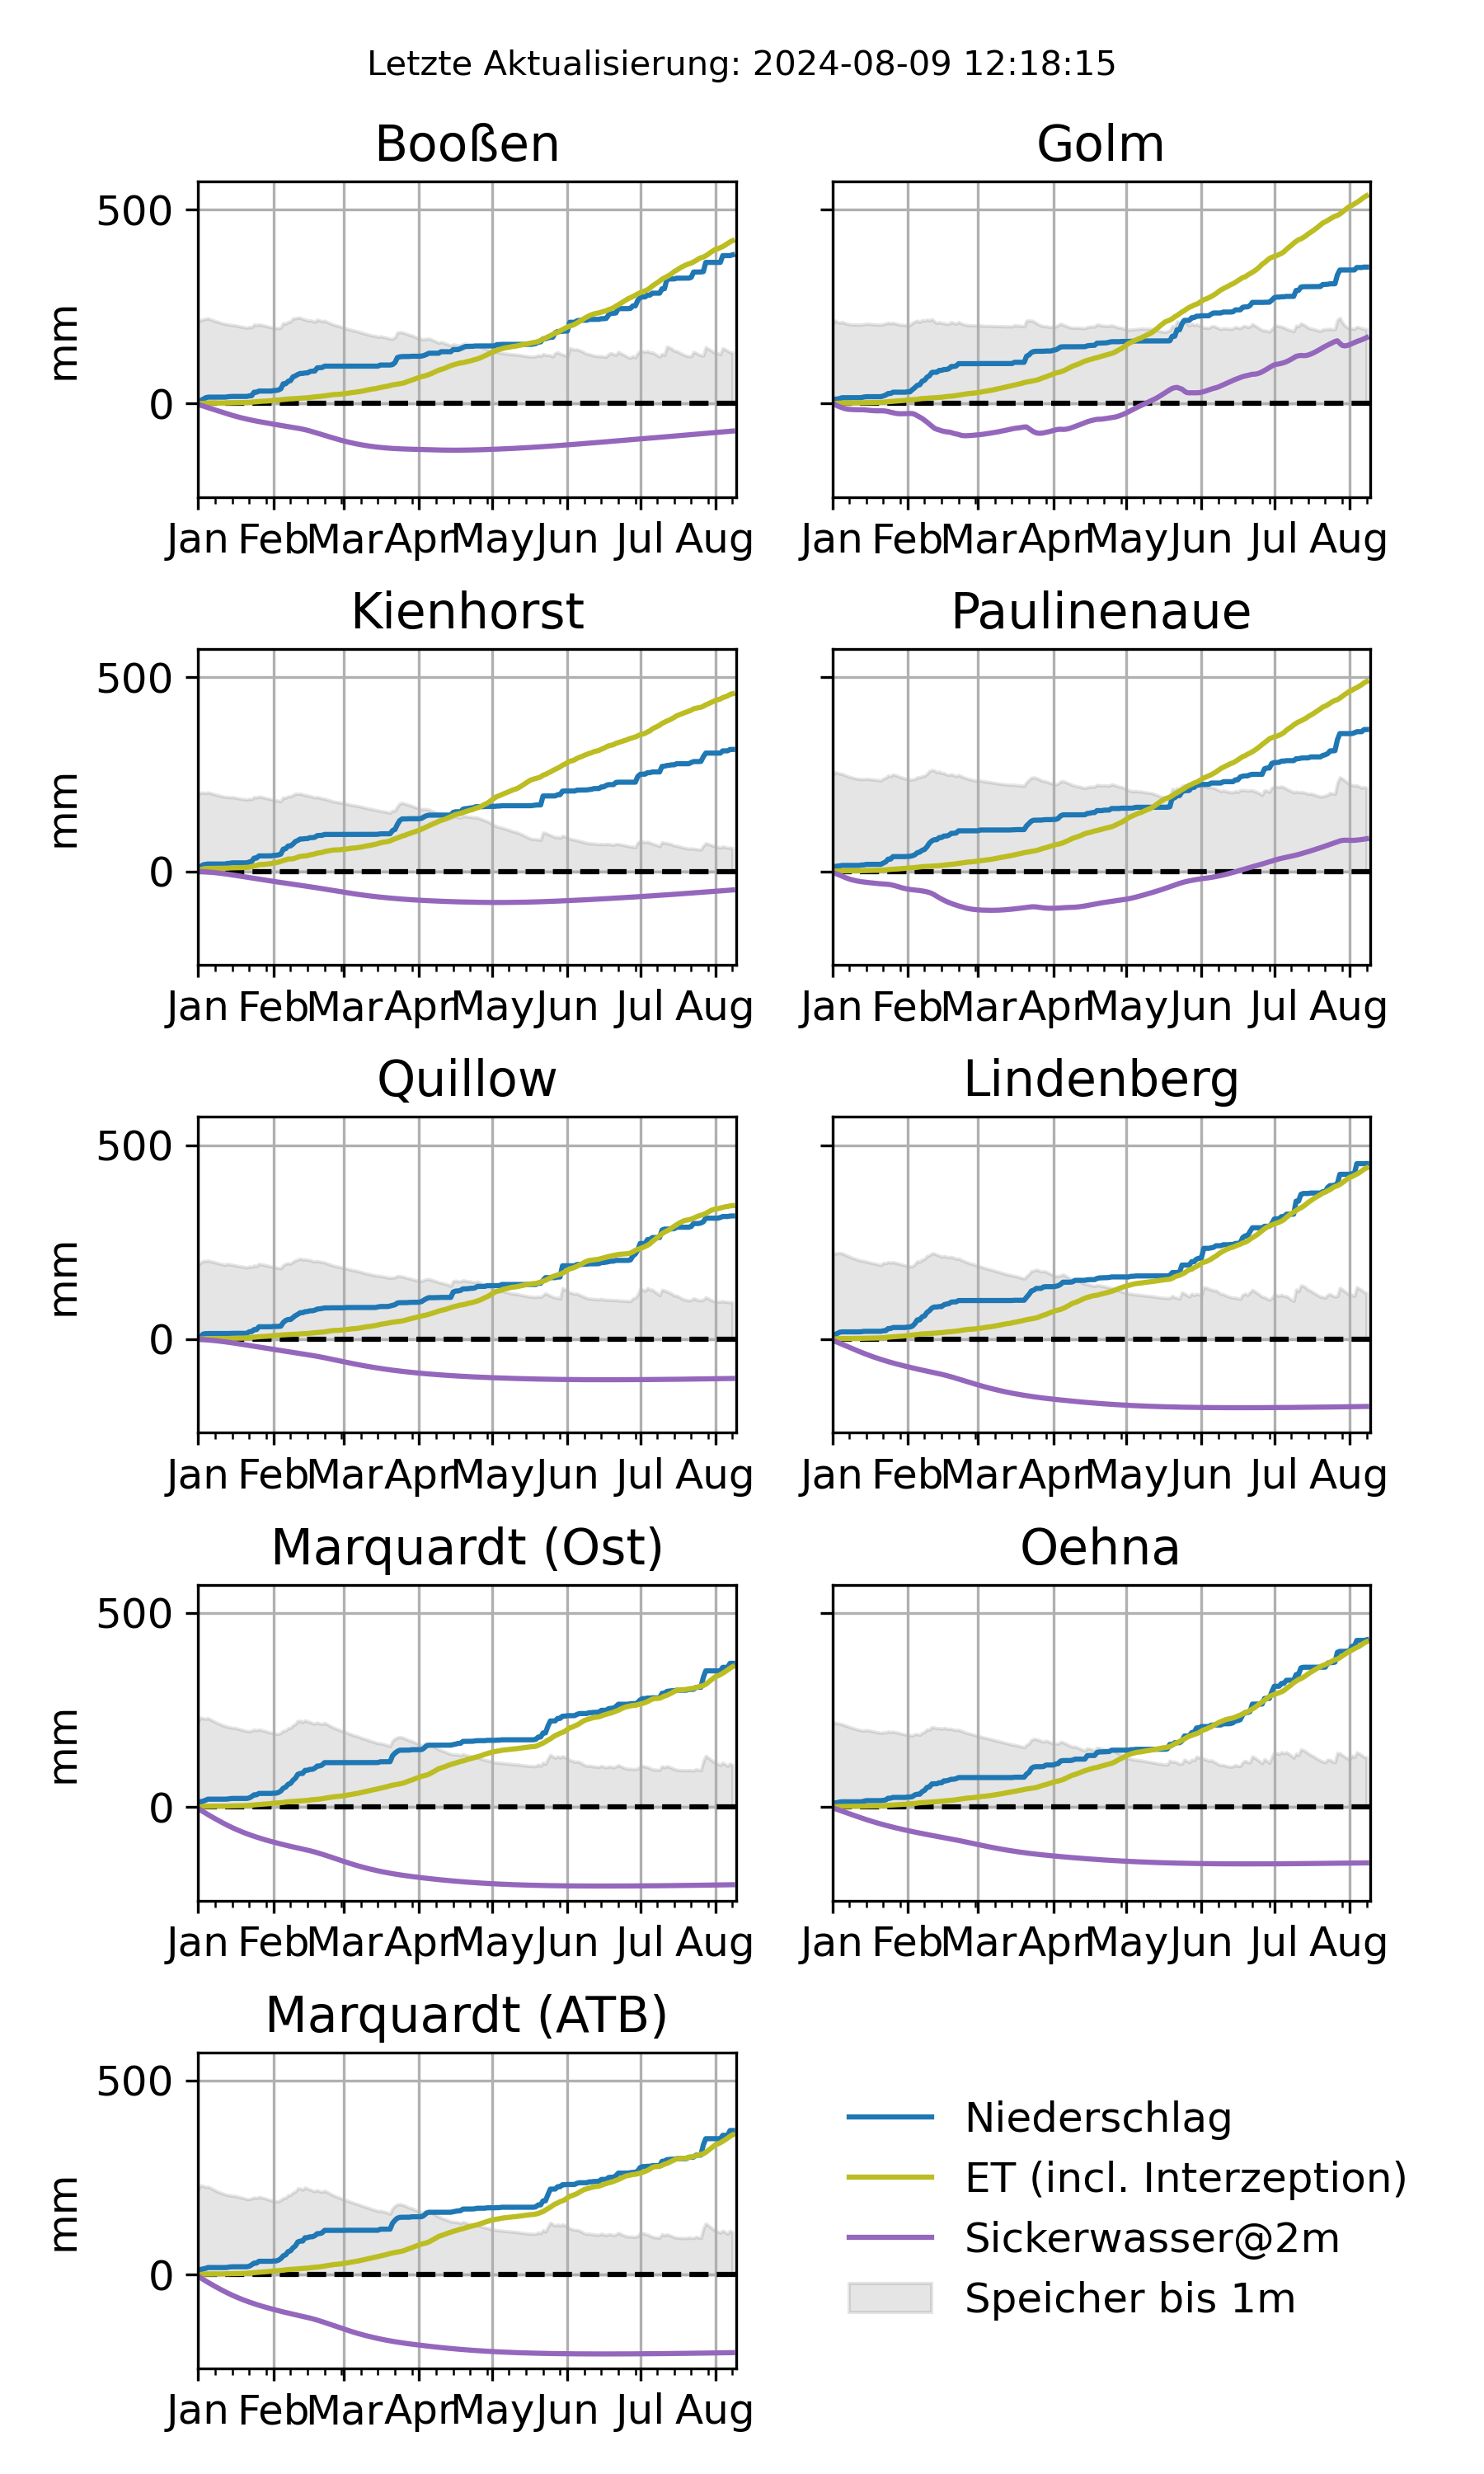 Letzte Aktualisierung: 2024-08-09 12:18:15
Booßen
Golm
500
0
mm
Jan Feb Mar Apr May Jun Jul Aug
Jan Feb Mar Apr May Jun Jul Aug
Kienhorst
Paulinenaue
500
0
mm
Jan Feb Mar Apr May Jun Jul Aug
Jan Feb Mar Apr May Jun Jul Aug
Quillow
Lindenberg
500
0
mm
Jan Feb Mar Apr May Jun Jul Aug
Jan Feb Mar Apr May Jun Jul Aug
Marquardt (Ost)
Oehna
500
0
mm
Jan Feb Mar Apr May Jun Jul Aug
Jan Feb Mar Apr May Jun Jul Aug
Marquardt (ATB)
500
0
mm
Jan Feb Mar Apr May Jun Jul Aug
Niederschlag
ET (incl. Interzeption)
Sickerwasser@2m
Speicher bis 1m